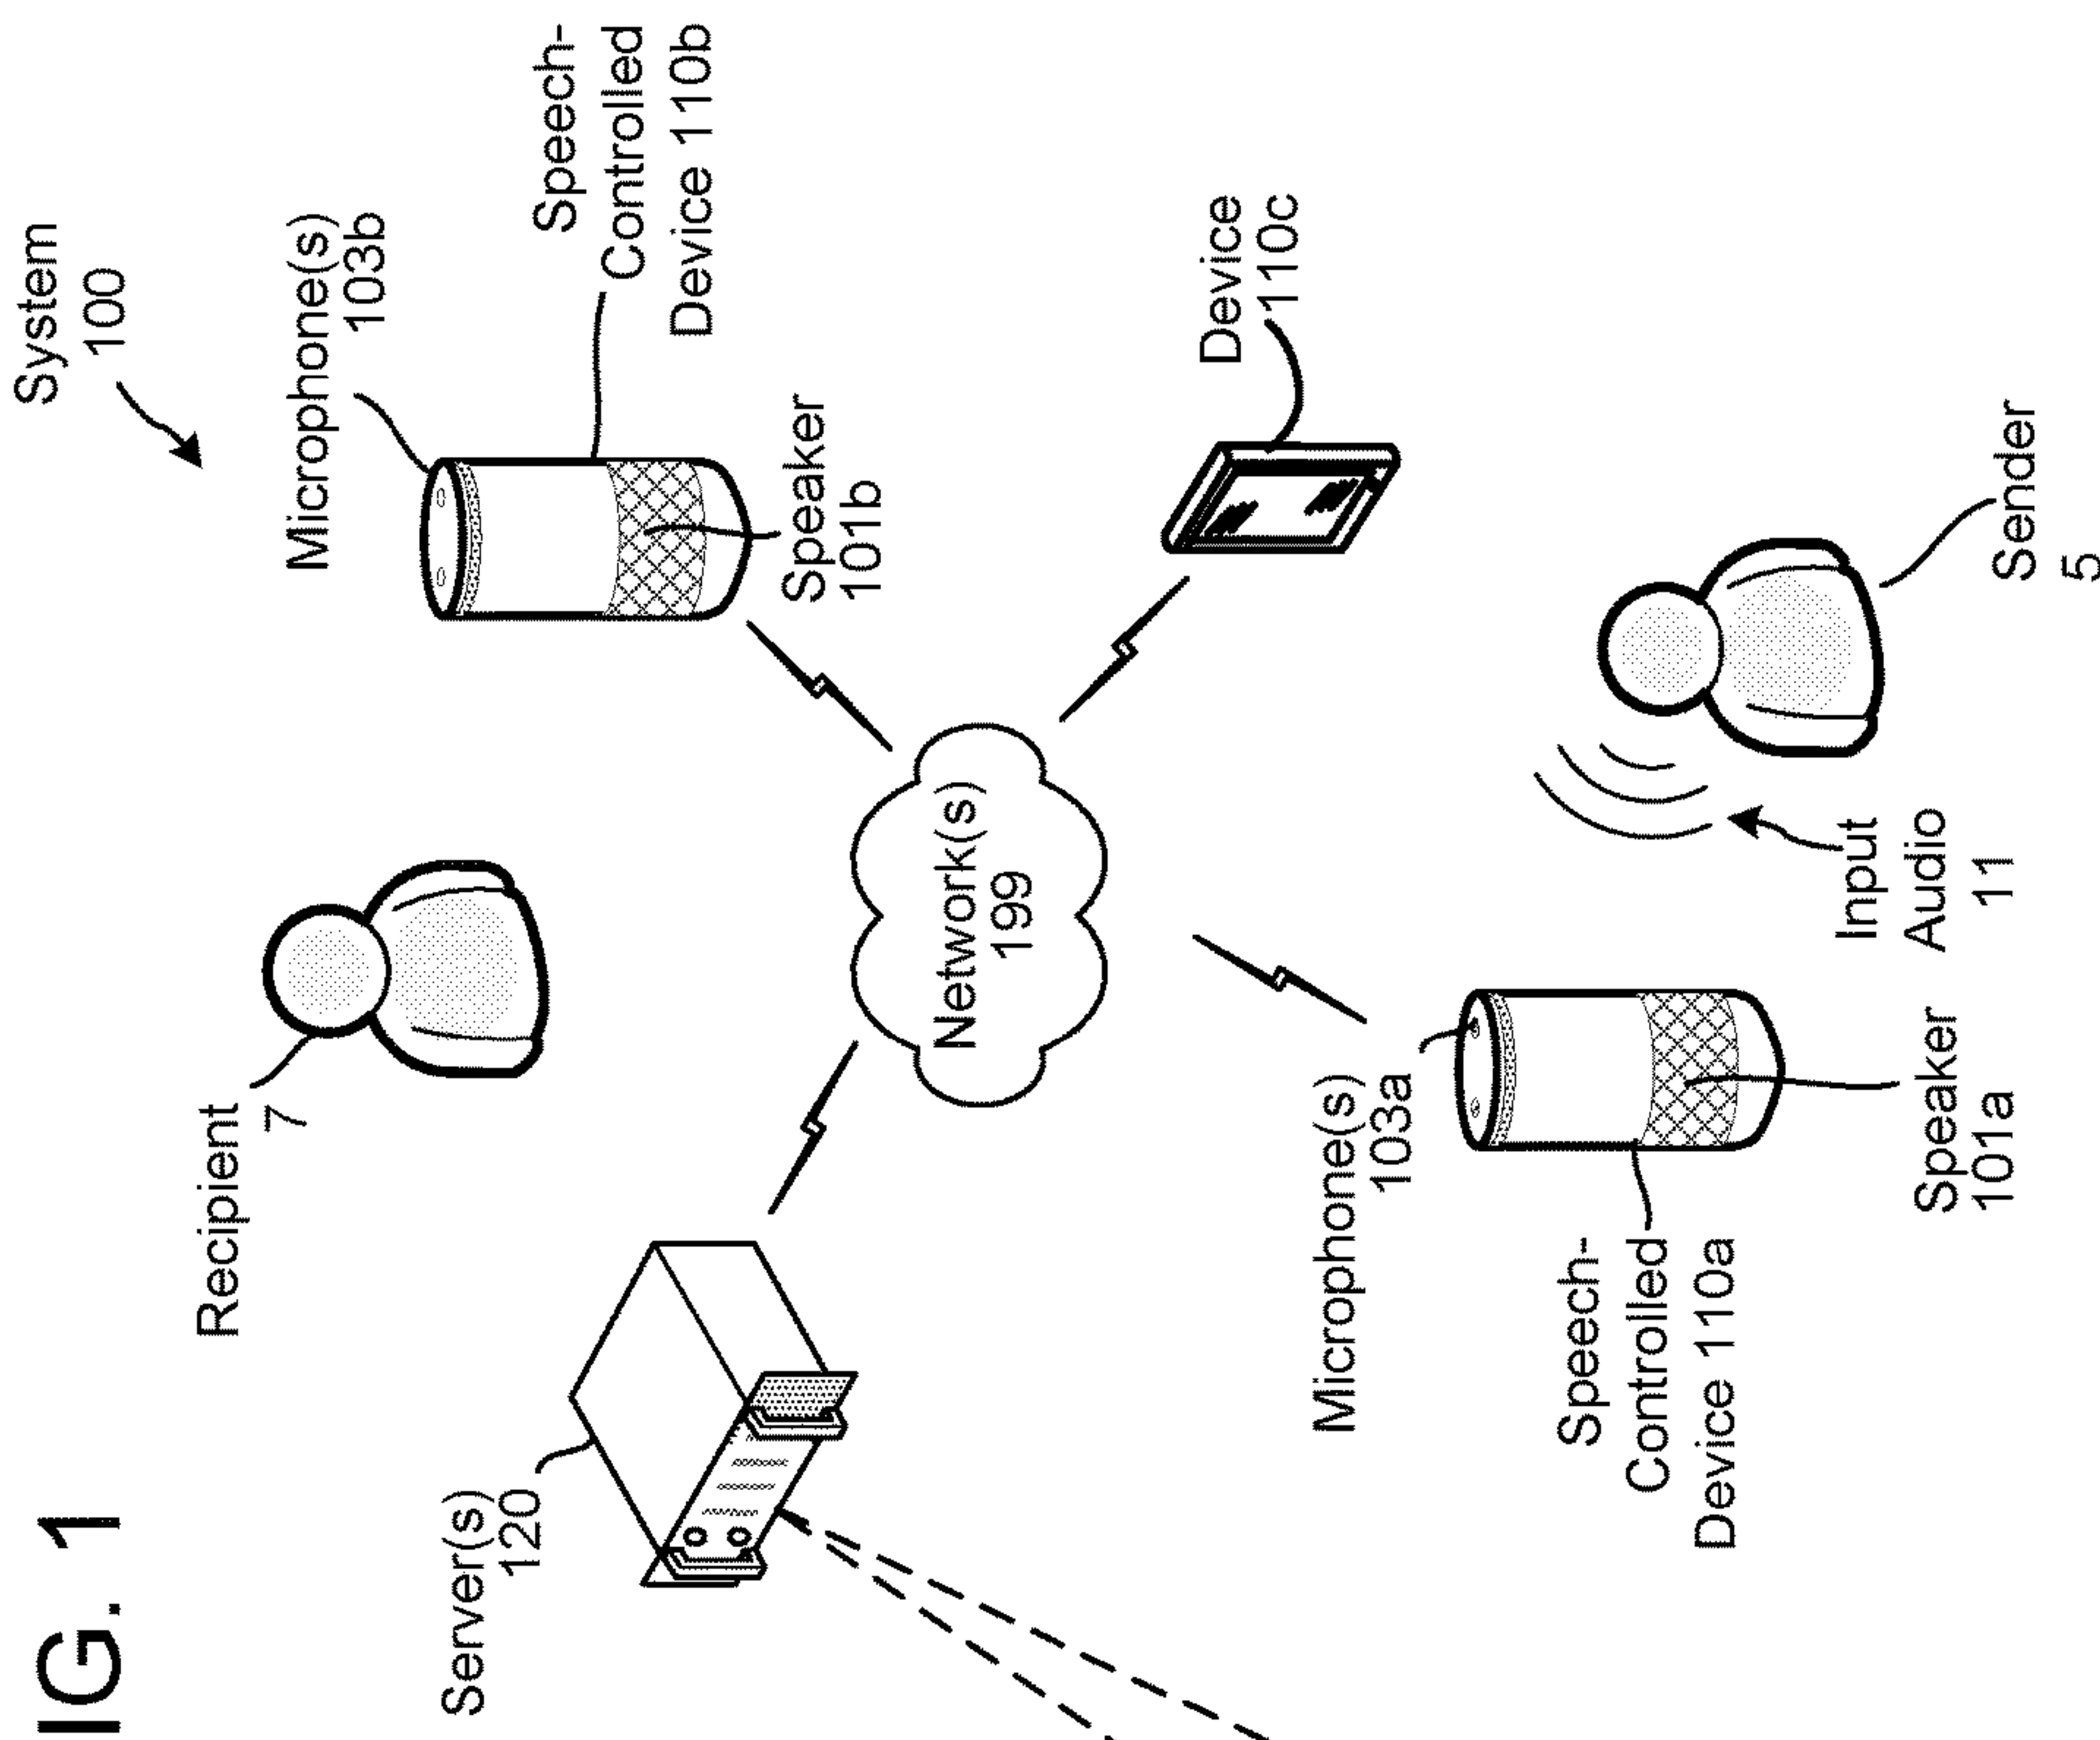 IG. 1
System
100
Recipient
7
Microphone(s)
103b
Speech-
Controlled
Device 110b
Server(s)
120
Speaker
101b
Network(s)
199
Device
110c
Microphone(s)
103a
Speech-
Controlled
Device 110a
Speaker
101a
Input
Audio
11
Sender
5